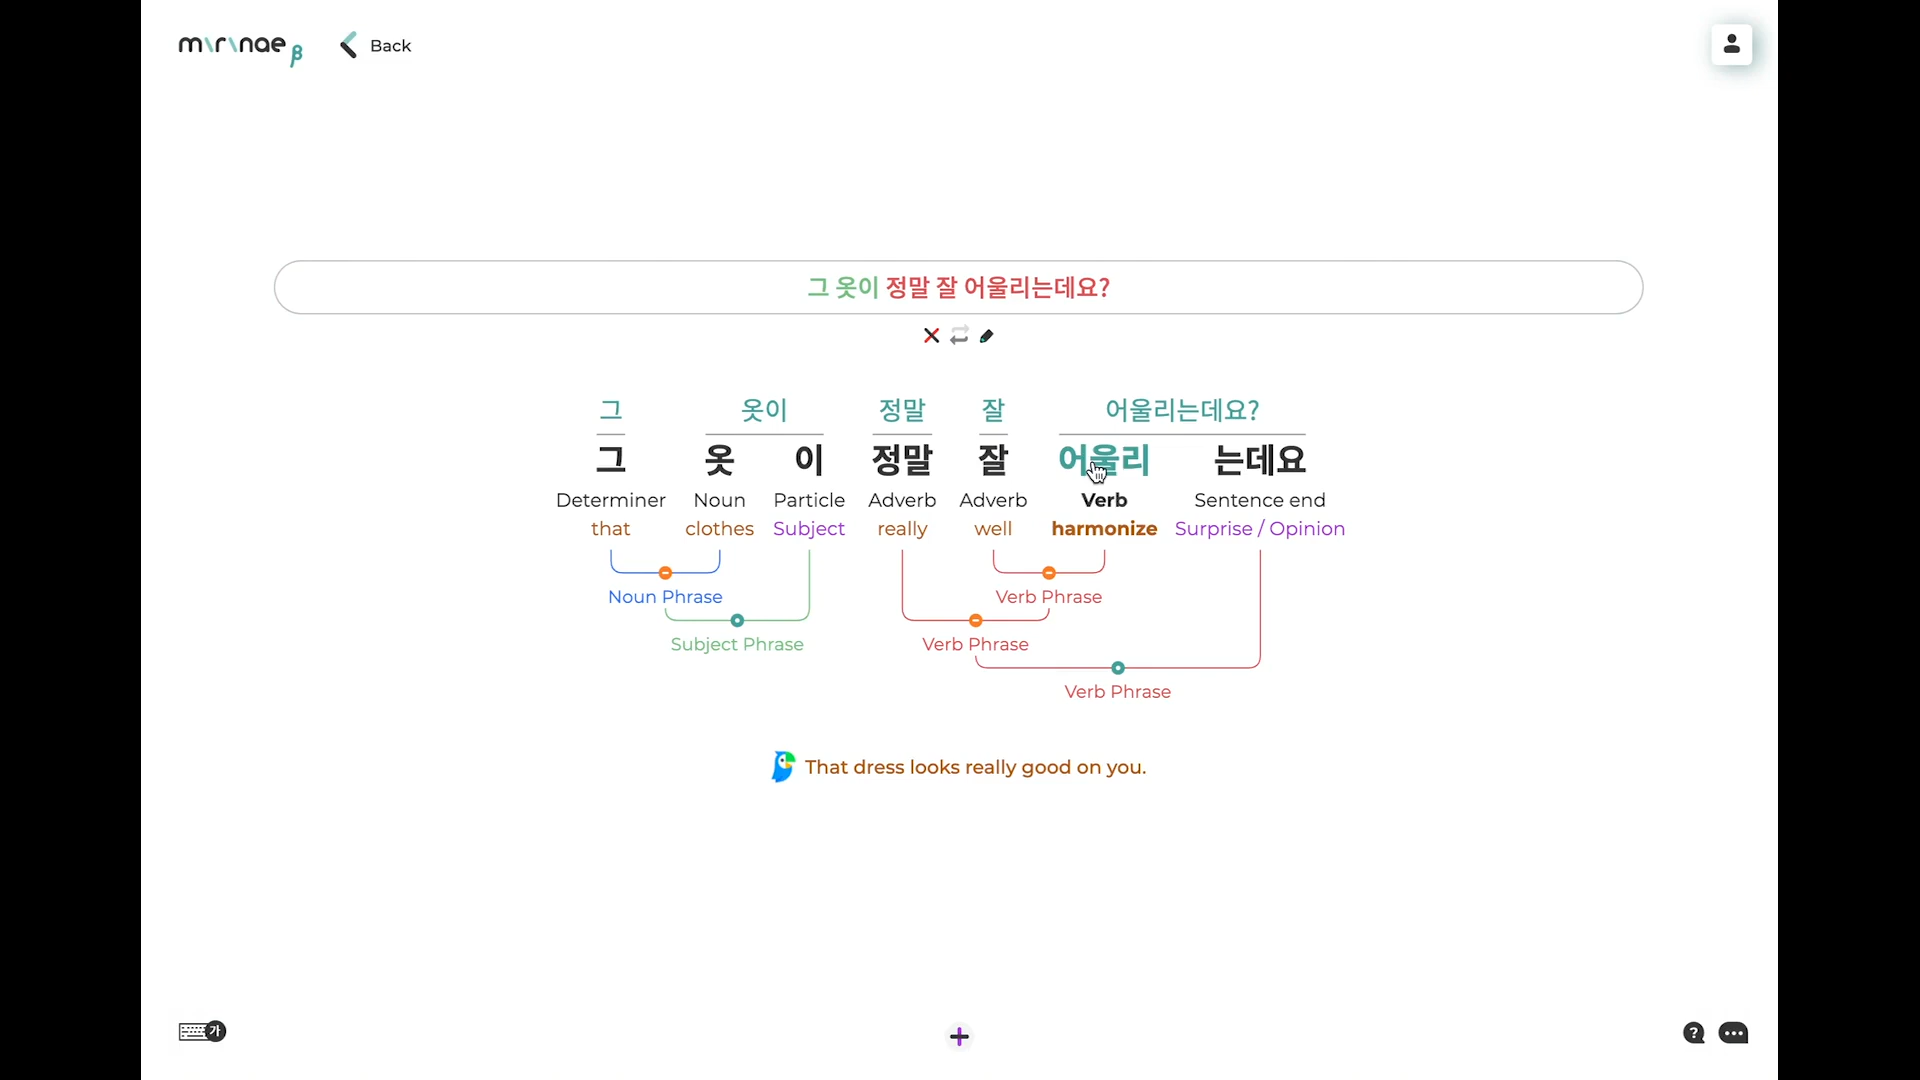 mırınae β Back
그 옷이 정말 잘 어울리는데요?
그 옷이 정말 잘 어울리는데요?
그 옷 이 정말 잘 어울리 는데요
Determiner Noun Particle Adverb Adverb Verb Sentence end
that clothes Subject really well harmonize Surprise / Opinion
Noun Phrase Verb Phrase
Subject Phrase Verb Phrase
Verb Phrase
That dress looks really good on you.
가 + ?